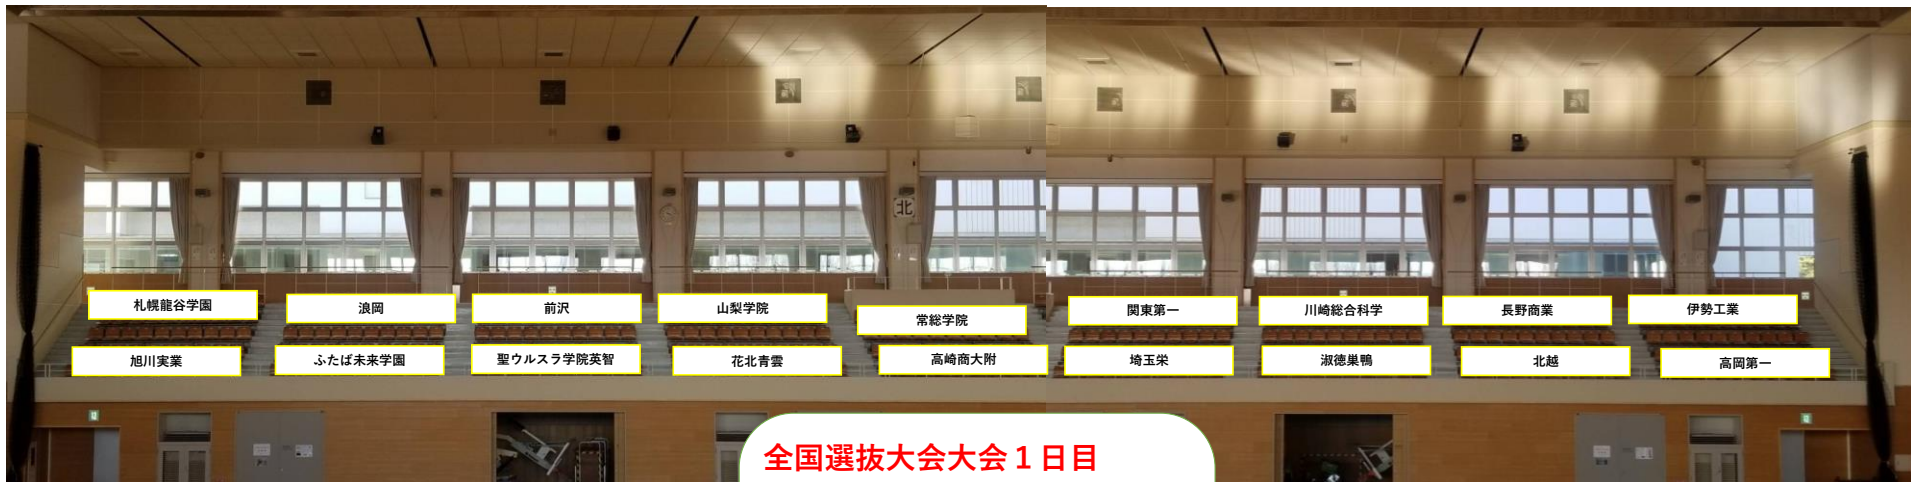 北
札幌龍谷学園
浪岡
前沢
山梨学院
常総学院
関東第一
川崎総合科学
長野商業
伊勢工業
旭川実業
ふたば未来学園
聖ウルスラ学院英智
花北青雲
高崎商大附
埼玉栄
淑徳巣鴨
北越
高岡第一
全国選抜大会大会１日目